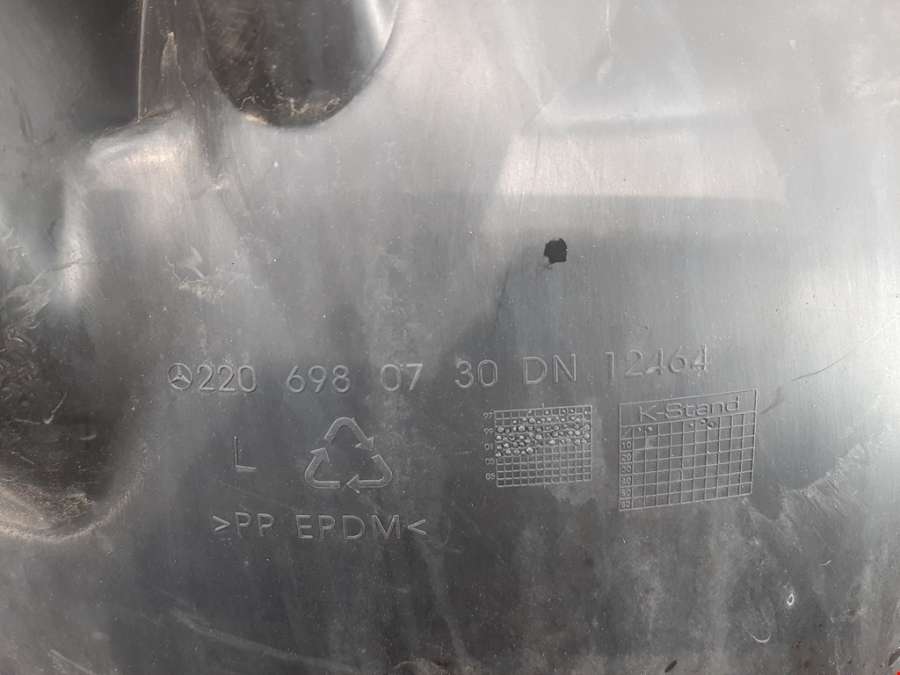 220 698 07 30 DN 12464
K-Stand
L
>PP EPDM<